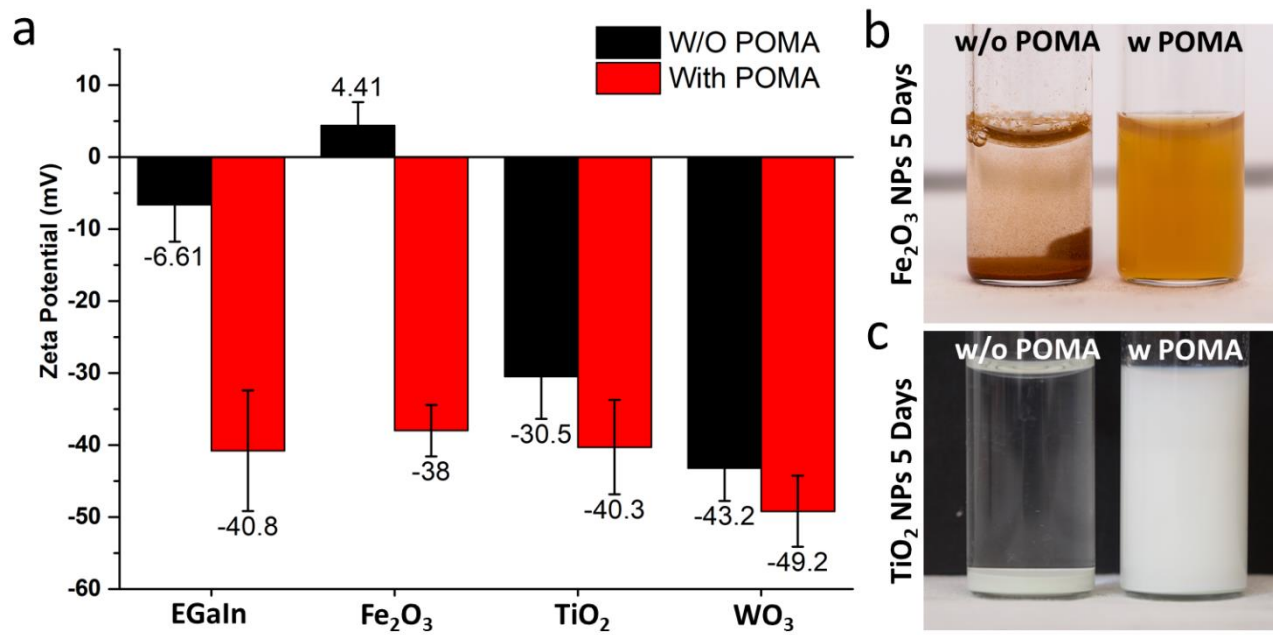 a
W/O POMA
With POMA
Zeta Potential (mV)
10
0
-10
-20
-30
-40
-50
-60
-6.61
-40.8
4.41
-38
-30.5
-40.3
-43.2
-49.2
EGaIn
Fe₂O₃
TiO₂
WO₃
b
w/o POMA
w POMA
Fe₂O₃ NPs 5 Days
c
w/o POMA
w POMA
TiO₂ NPs 5 Days